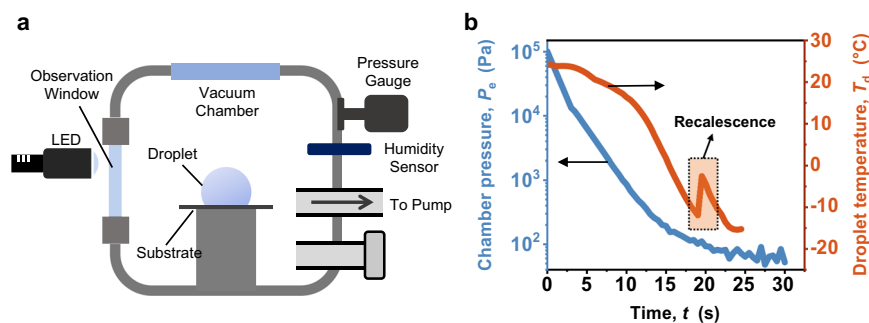 a
Observation
Window
LED
Vacuum
Chamber
Droplet
Substrate
Pressure
Gauge
Humidity
Sensor
To Pump
b
Chamber pressure, Pₑ (Pa)
10⁵
10⁴
10³
10²
Recalescence
30
20
10
0
-10
-20
Droplet temperature, T_d (°C)
0 5 10 15 20 25 30
Time, t (s)